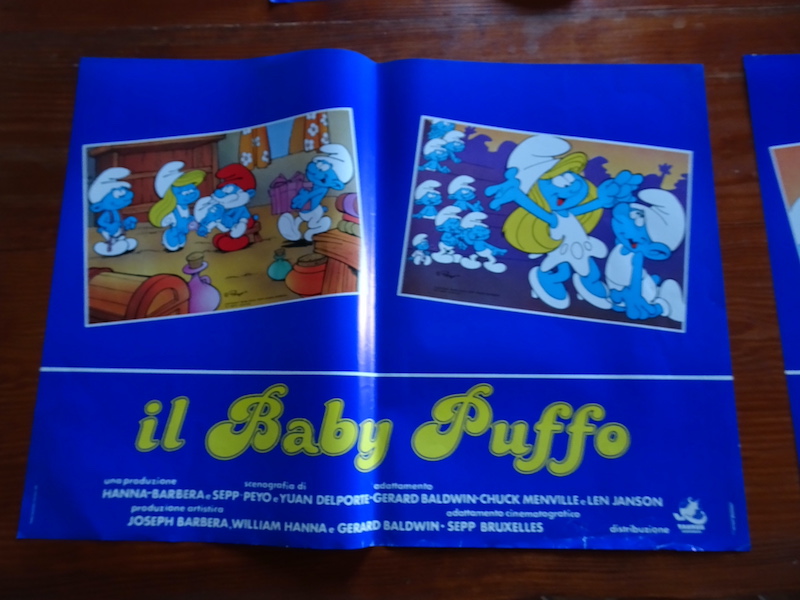 il Baby Puffo
una produzione scenografia di adattamento
HANNA-BARBERA e SEPP - PEYO e YUAN DELPORTE - GERARD BALDWIN - CHUCK MENVILLE e LEN JANSON
produzione artistica adattamento cinematografico
JOSEPH BARBERA, WILLIAM HANNA e GERARD BALDWIN - SEPP BRUXELLES
distribuzione